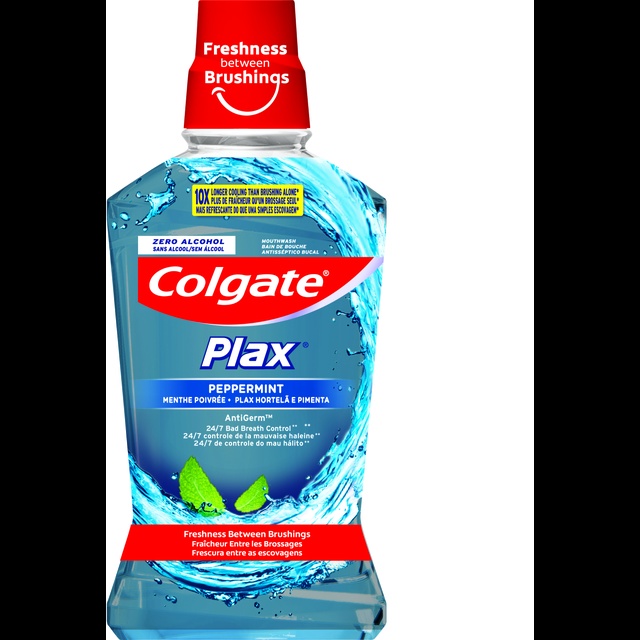 Freshness
between
Brushings
10X LONGER COOLING THAN BRUSHING ALONE*
PLUS DE FRAÎCHEUR QU'UN BROSSAGE SEUL*
MAIS REFRESCANTE DO QUE UNA SIMPLES ESCOVAGEM*
ZERO ALCOHOL
SANS ALCOOL/SEM ÁLCOOL
MOUTHWASH
BAIN DE BOUCHE
ANTISSÉPTICO BUCAL
Colgate®
Plax®
PEPPERMINT
MENTHE POIVRÉE • PLAX HORTELÃ E PIMENTA
AntiGerm™
24/7 Bad Breath Control** **
24/7 controle de la mauvaise haleine**
24/7 de controle do mau hálito**
Freshness Between Brushings
Fraîcheur Entre les Brossages
Frescura entre as escovagens